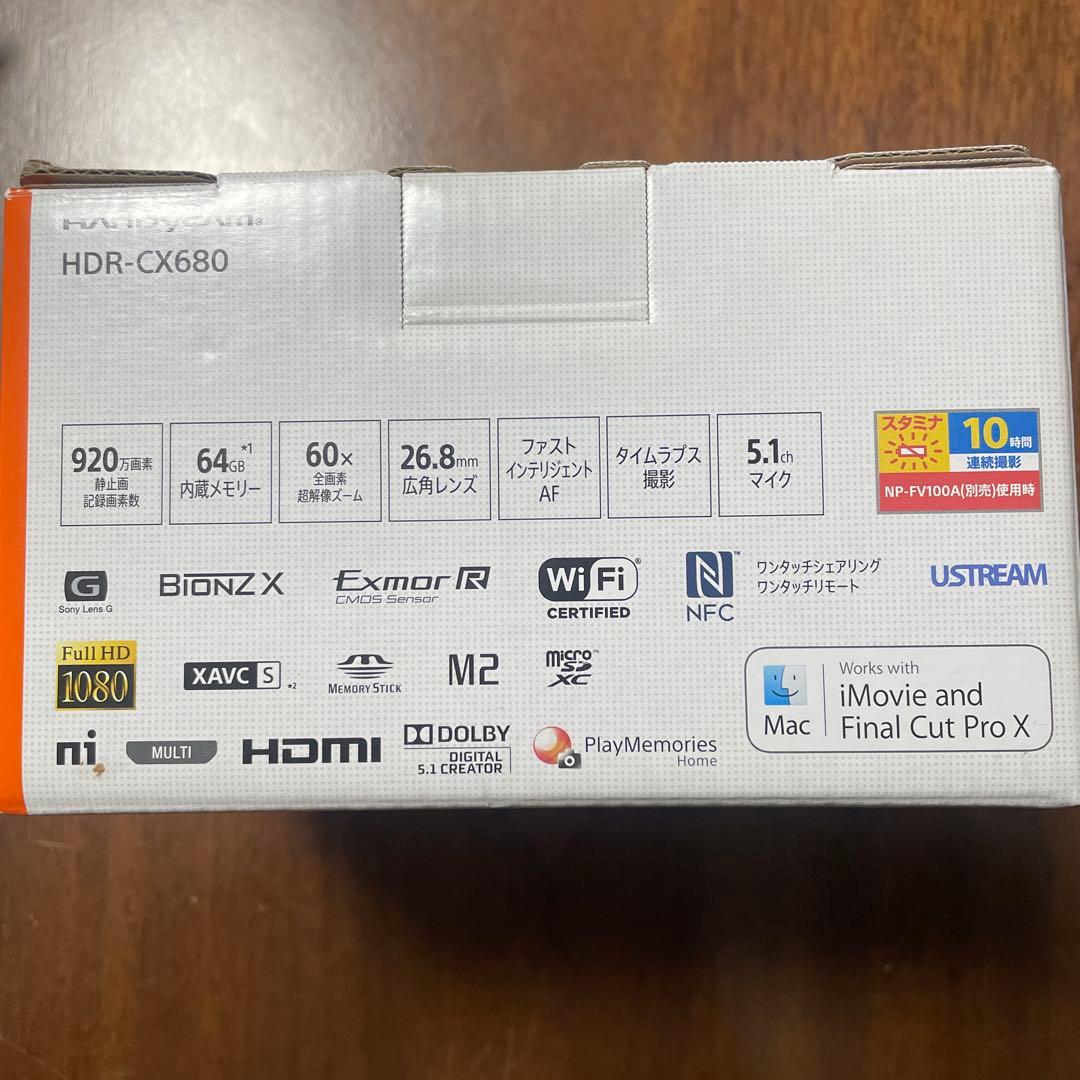 HANDYCAM®
HDR-CX680
920万画素
静止画
記録画素数
64GB*1
内蔵メモリー
60×
全画素
超解像ズーム
26.8mm
広角レンズ
ファスト
インテリジェント
AF
タイムラプス
撮影
5.1ch
マイク
スタミナ
10時間
連続撮影
NP-FV100A(別売)使用時
G
Sony Lens G
BIONZ X
Exmor R
CMOS Sensor
Wi Fi®
CERTIFIED
N™
NFC
ワンタッチシェアリング
ワンタッチリモート
USTREAM
Full HD
1080
XAVC S *2
MEMORY STICK
M2
micro
SD™
XC
Mac
Works with
iMovie and
Final Cut Pro X
MULTI
HDMI
DOLBY
DIGITAL
5.1 CREATOR
PlayMemories
Home